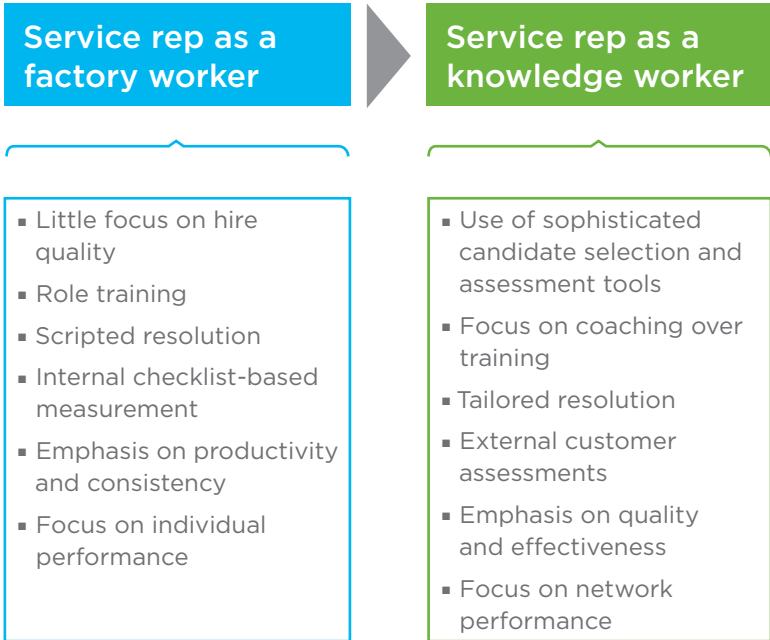 Service rep as a
factory worker
Service rep as a
knowledge worker
▪ Little focus on hire
quality
▪ Role training
▪ Scripted resolution
▪ Internal checklist-based
measurement
▪ Emphasis on productivity
and consistency
▪ Focus on individual
performance
▪ Use of sophisticated
candidate selection and
assessment tools
▪ Focus on coaching over
training
▪ Tailored resolution
▪ External customer
assessments
▪ Emphasis on quality
and effectiveness
▪ Focus on network
performance